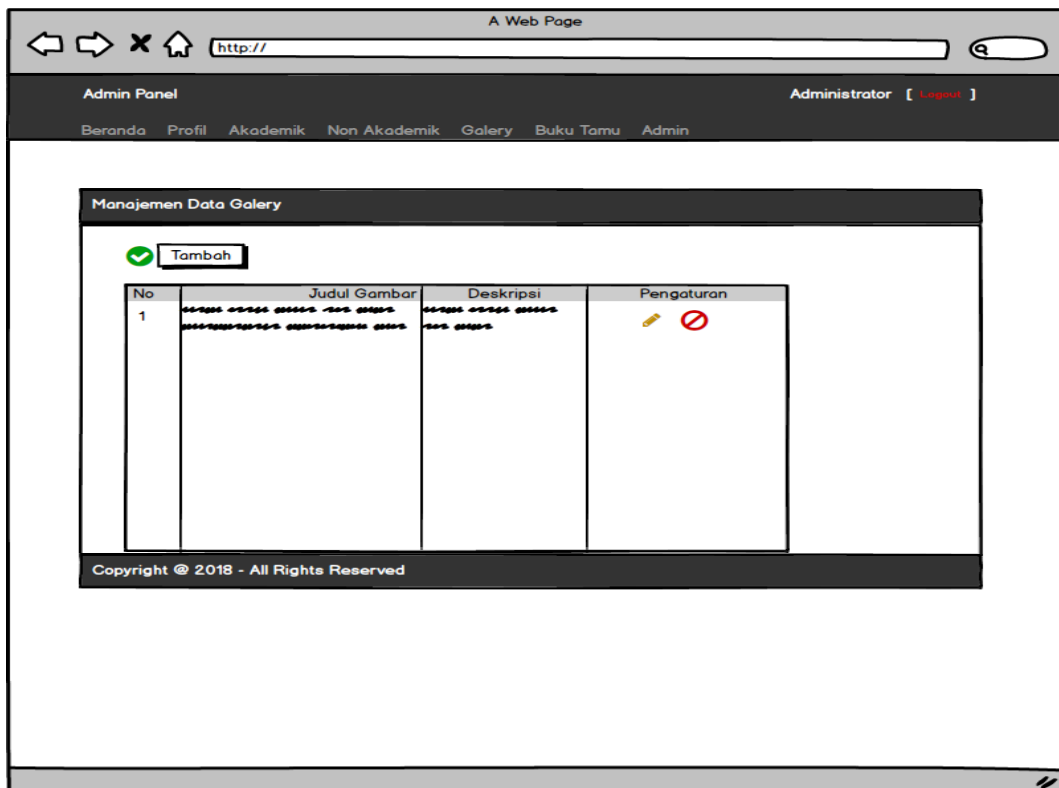 A Web Page
http://
Admin Panel
Administrator [ Logout ]
Beranda Profil Akademik Non Akademik Galery Buku Tamu Admin
Manajemen Data Galery
Tambah
No Judul Gambar Deskripsi Pengaturan
1
Copyright @ 2018 - All Rights Reserved